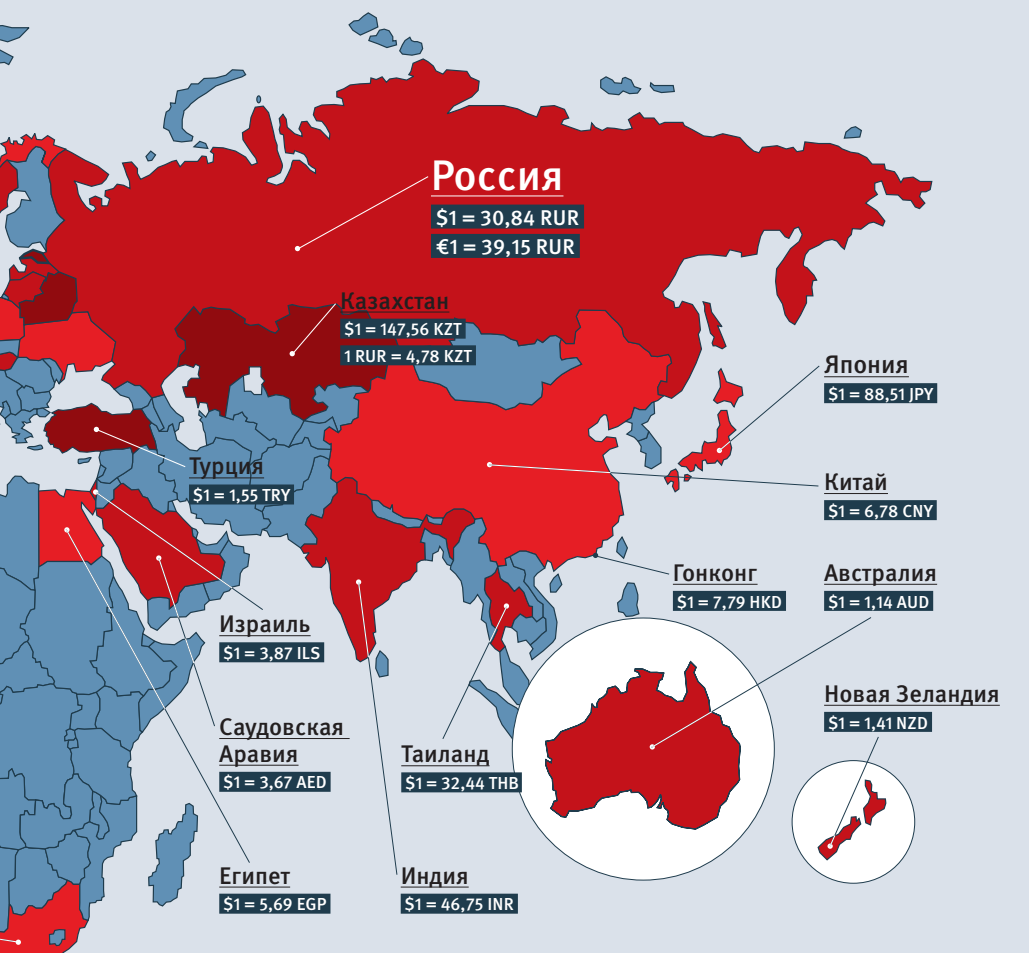 Россия
$1 = 30,84 RUR
€1 = 39,15 RUR
Казахстан
$1 = 147,56 KZT
1 RUR = 4,78 KZT
Япония
$1 = 88,51 JPY
Турция
$1 = 1,55 TRY
Китай
$1 = 6,78 CNY
Гонконг
$1 = 7,79 HKD
Австралия
$1 = 1,14 AUD
Израиль
$1 = 3,87 ILS
Новая Зеландия
$1 = 1,41 NZD
Саудовская
Аравия
$1 = 3,67 AED
Таиланд
$1 = 32,44 THB
Египет
$1 = 5,69 EGP
Индия
$1 = 46,75 INR